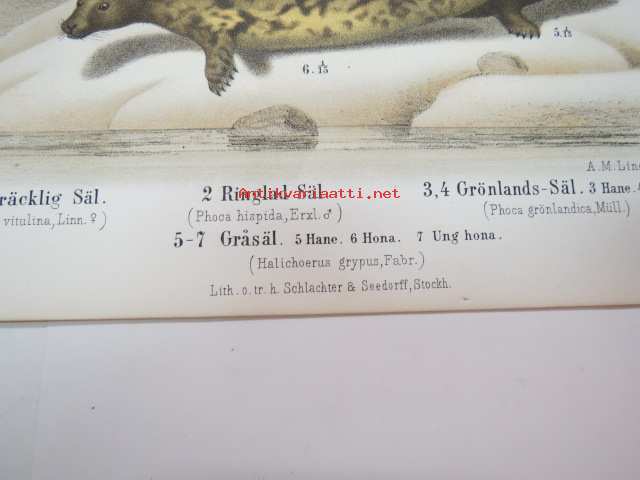 5.⅓
6. 1/15
A.M.Lin
räcklig Säl.
2 Ringlad Säl.
3,4 Grönlands-Säl. 3 Hane.
vitulina, Linn. ♀)
(Phoca hispida, Erxl. ♂)
(Phoca grönlandica, Müll.)
Antikvariaatti.net
5-7 Gråsäl. 5 Hane. 6 Hona. 7 Ung hona.
(Halichoerus grypus, Fabr.)
Lith. o. tr. h. Schlachter & Seedorff, Stockh.